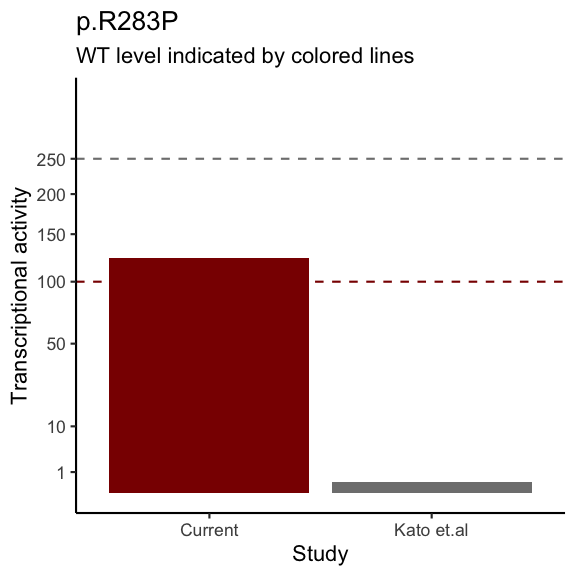 p.R283P
WT level indicated by colored lines
Transcriptional activity
250
200
150
100
50
10
1
Current
Kato et.al
Study